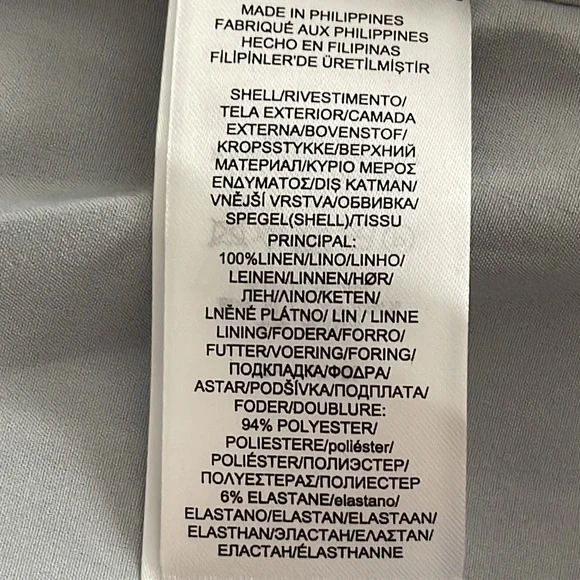 MADE IN PHILIPPINES
FABRIQUÉ AUX PHILIPPINES
HECHO EN FILIPINAS
FİLİPİNLER'DE ÜRETİLMİŞTİR
SHELL/RIVESTIMENTO/
TELA EXTERIOR/CAMADA
EXTERNA/BOVENSTOF/
KROPSSTYKKE/ВЕРХНИЙ
МАТЕРИАЛ/ΚΥΡΙΟ ΜΕΡΟΣ
ΕΝΔΥΜΑΤΟΣ/DIŞ KATMAN/
VNĚJŠÍ VRSTVA/ОБВИВКА/
SPEGEL(SHELL)/TISSU
PRINCIPAL:
100%LINEN/LINO/LINHO/
LEINEN/LINNEN/HØR/
ЛЕН/ΛΙΝΟ/KETEN/
LNĚNÉ PLÁTNO/ LIN / LINNE
LINING/FODERA/FORRO/
FUTTER/VOERING/FORING/
ПОДКЛАДКА/ΦΟΔΡΑ/
ASTAR/PODŠÍVKA/ПОДПЛАТА/
FODER/DOUBLURE:
94% POLYESTER/
POLIESTERE/poliéster/
POLIÉSTER/ПОЛИЭСТЕР/
ΠΟΛΥΕΣΤΕΡΑΣ/ПОЛИЕСТЕР
6% ELASTANE/elastano/
ELASTANO/ELASTAN/ELASTAAN/
ELASTHAN/ЭЛАСТАН/ΕΛΑΣΤΑΝ/
ЕЛАСТАН/ÉLASTHANNE